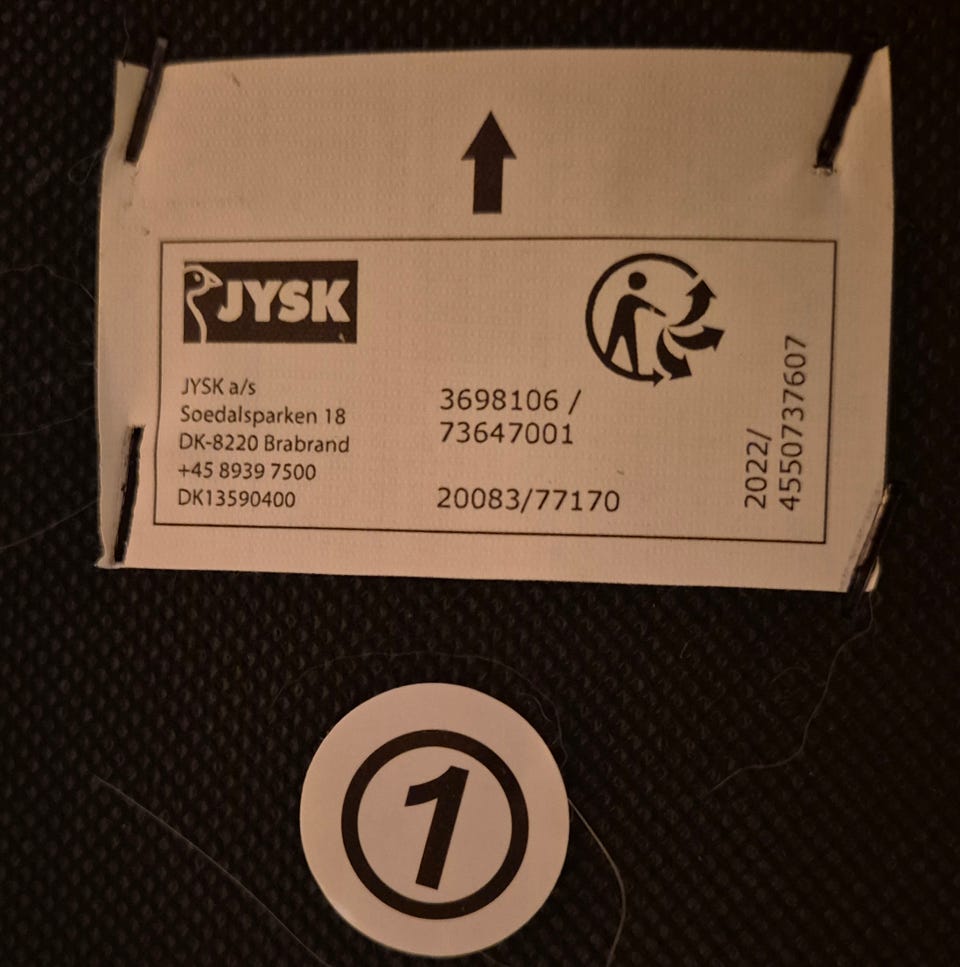 JYSK
JYSK a/s
Soedalsparken 18
DK-8220 Brabrand
+45 8939 7500
DK13590400
3698106 /
73647001
20083/77170
2022/
4550737607
1